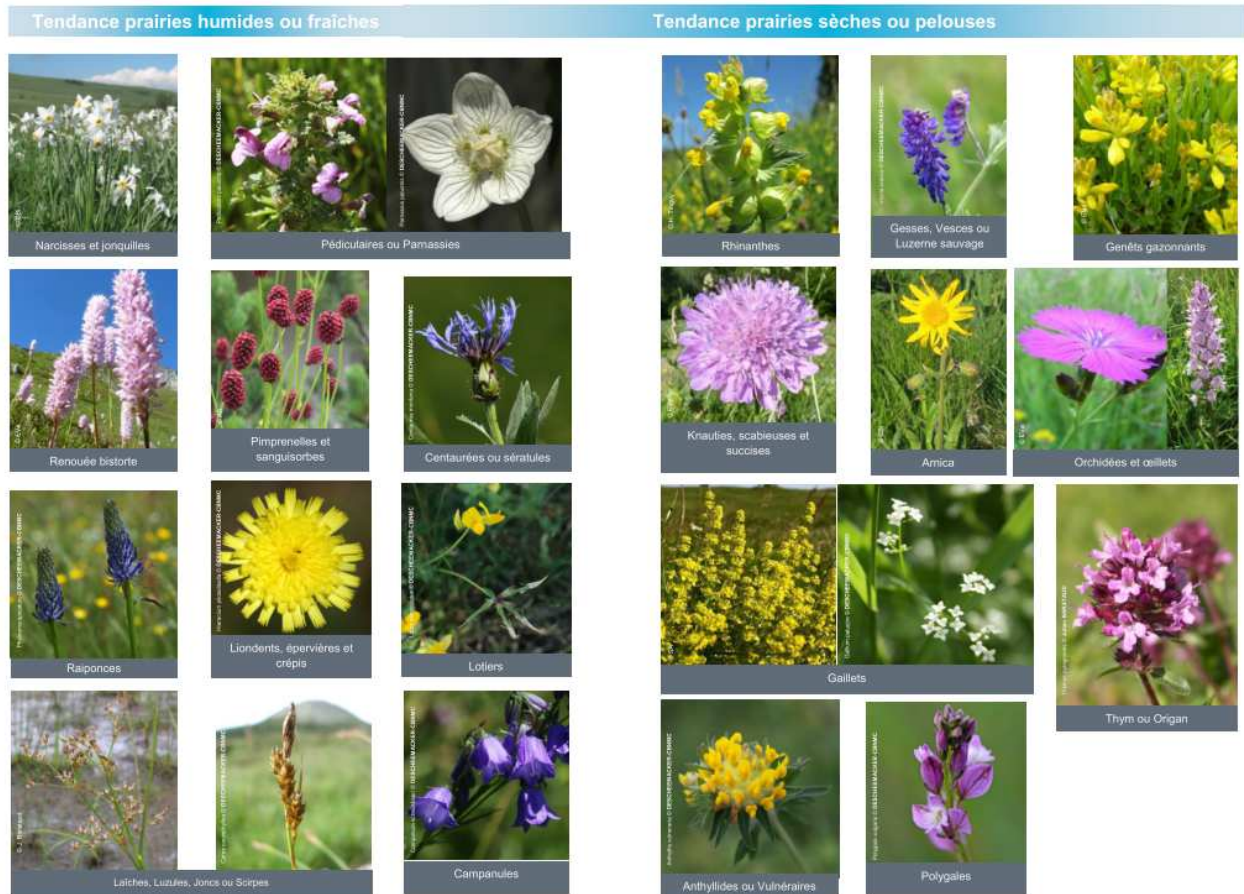 Tendance prairies humides ou fraîches
Tendance prairies sèches ou pelouses
Narcisses et jonquilles
Pédiculaires ou Parnassies
Rhinanthes
Gesses, Vesces ou
Luzerne sauvage
Genêts gazonnants
Renouée bistorte
Pimprenelles et
sanguisorbes
Centaurées ou sératules
Knauties, scabieuses et
succises
Arnica
Orchidées et œillets
Raiponces
Liondents, épervières et
crépis
Lotiers
Gaillets
Thym ou Origan
Laîches, Luzules, Joncs ou Scirpes
Campanules
Anthyllides ou Vulnéraires
Polygales